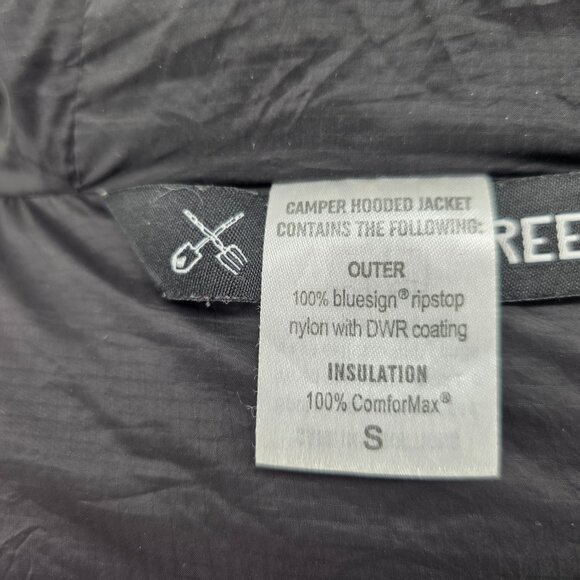 CAMPER HOODED JACKET
CONTAINS THE FOLLOWING:
REE
OUTER
100% bluesign® ripstop
nylon with DWR coating
INSULATION
100% ComforMax®
S